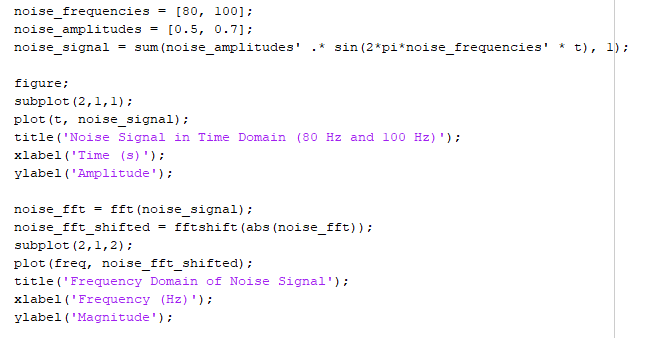 noise_frequencies = [80, 100];
noise_amplitudes = [0.5, 0.7];
noise_signal = sum(noise_amplitudes' .* sin(2*pi*noise_frequencies' * t), 1);
figure;
subplot(2,1,1);
plot(t, noise_signal);
title('Noise Signal in Time Domain (80 Hz and 100 Hz)');
xlabel('Time (s)');
ylabel('Amplitude');
noise_fft = fft(noise_signal);
noise_fft_shifted = fftshift(abs(noise_fft));
subplot(2,1,2);
plot(freq, noise_fft_shifted);
title('Frequency Domain of Noise Signal');
xlabel('Frequency (Hz)');
ylabel('Magnitude');